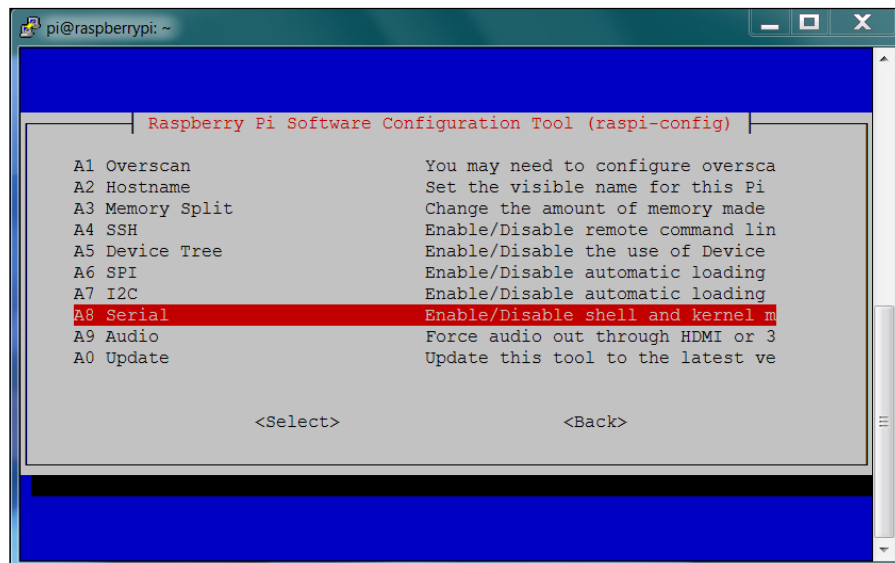 pi@raspberrypi: ~
Raspberry Pi Software Configuration Tool (raspi-config)
A1 Overscan You may need to configure oversca
A2 Hostname Set the visible name for this Pi
A3 Memory Split Change the amount of memory made
A4 SSH Enable/Disable remote command lin
A5 Device Tree Enable/Disable the use of Device
A6 SPI Enable/Disable automatic loading
A7 I2C Enable/Disable automatic loading
A8 Serial Enable/Disable shell and kernel m
A9 Audio Force audio out through HDMI or 3
A0 Update Update this tool to the latest ve
<Select> <Back>